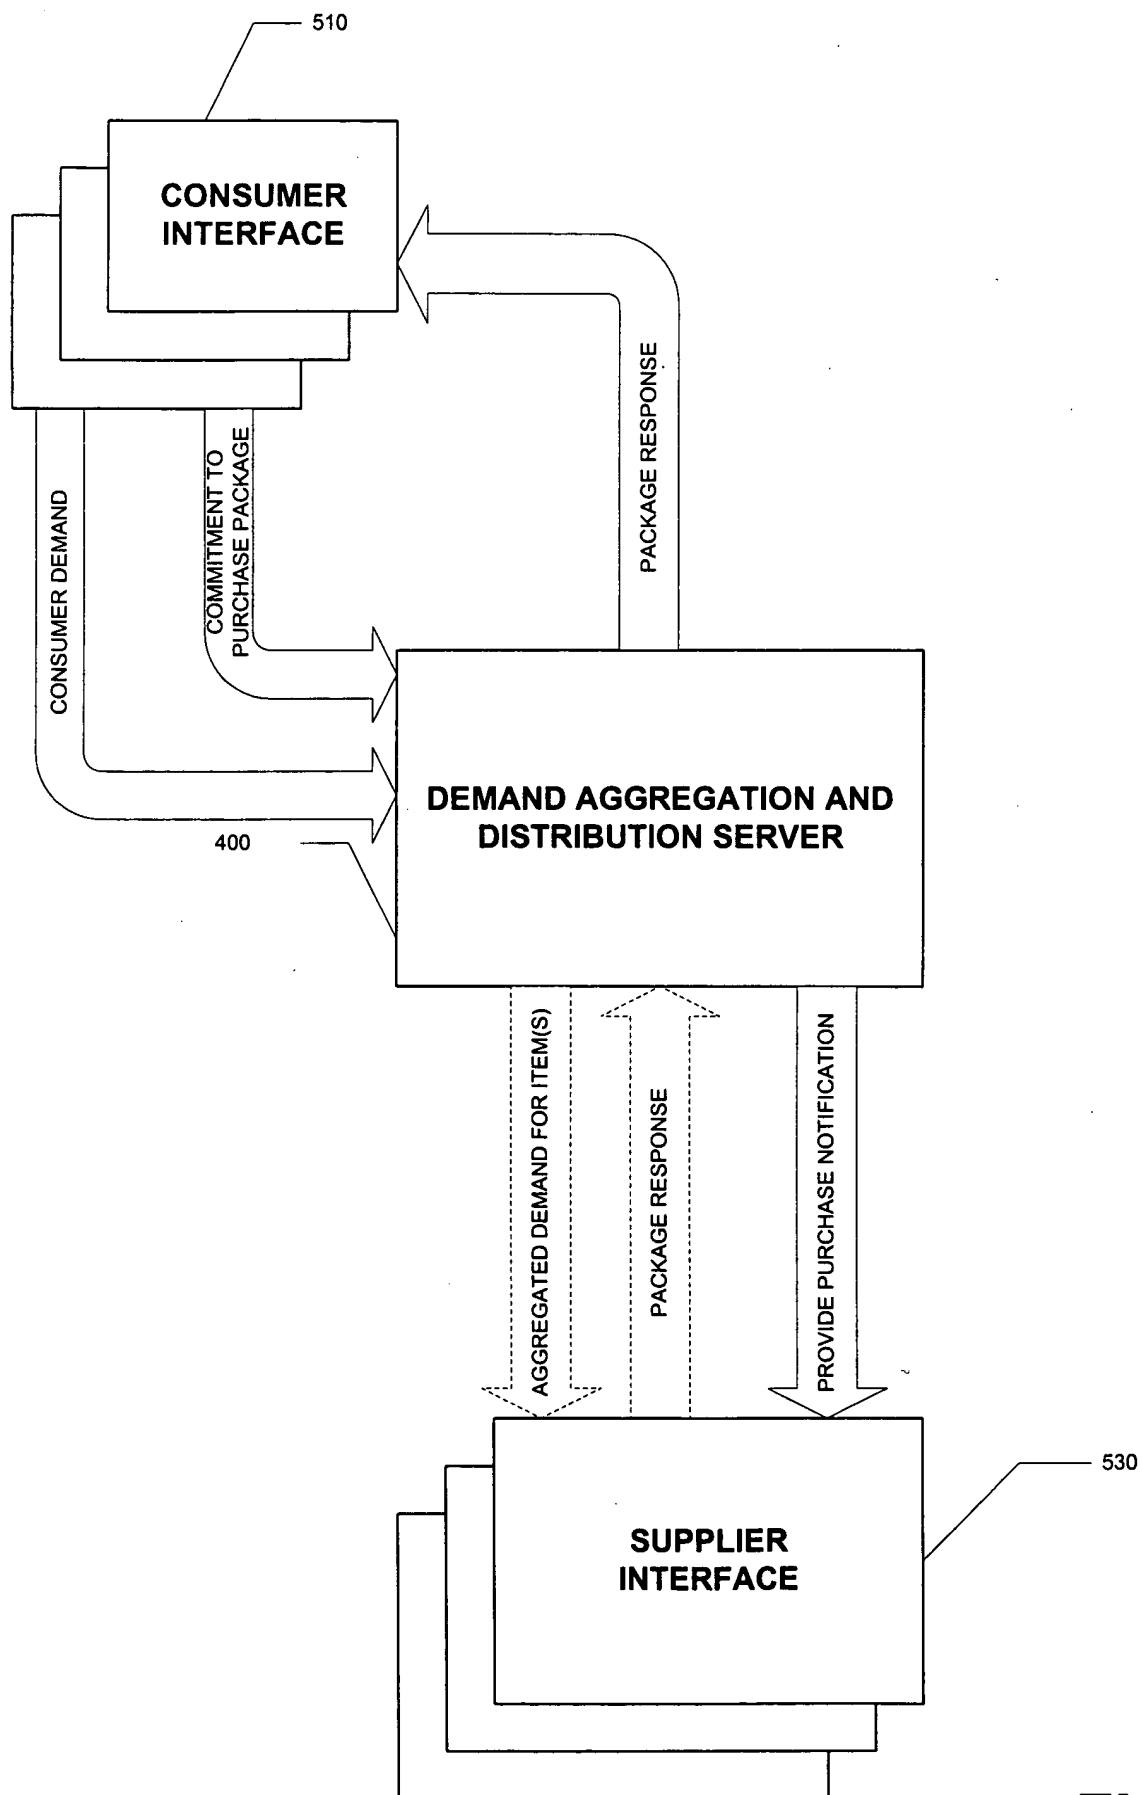 510
CONSUMER
INTERFACE
PACKAGE RESPONSE
COMMITMENT TO
PURCHASE PACKAGE
CONSUMER DEMAND
DEMAND AGGREGATION AND
DISTRIBUTION SERVER
400
AGGREGATED DEMAND FOR ITEM(S)
PACKAGE RESPONSE
PROVIDE PURCHASE NOTIFICATION
530
SUPPLIER
INTERFACE